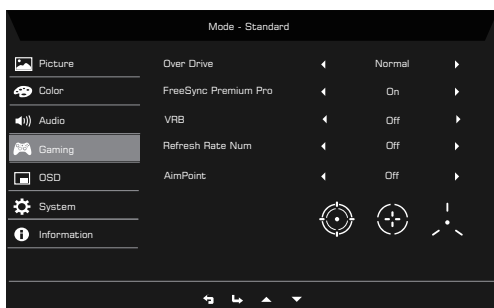 Mode - Standard
Picture
Color
Audio
Gaming
OSD
System
Information
Over Drive Normal
FreeSync Premium Pro On
VRB Off
Refresh Rate Num Off
AimPoint Off